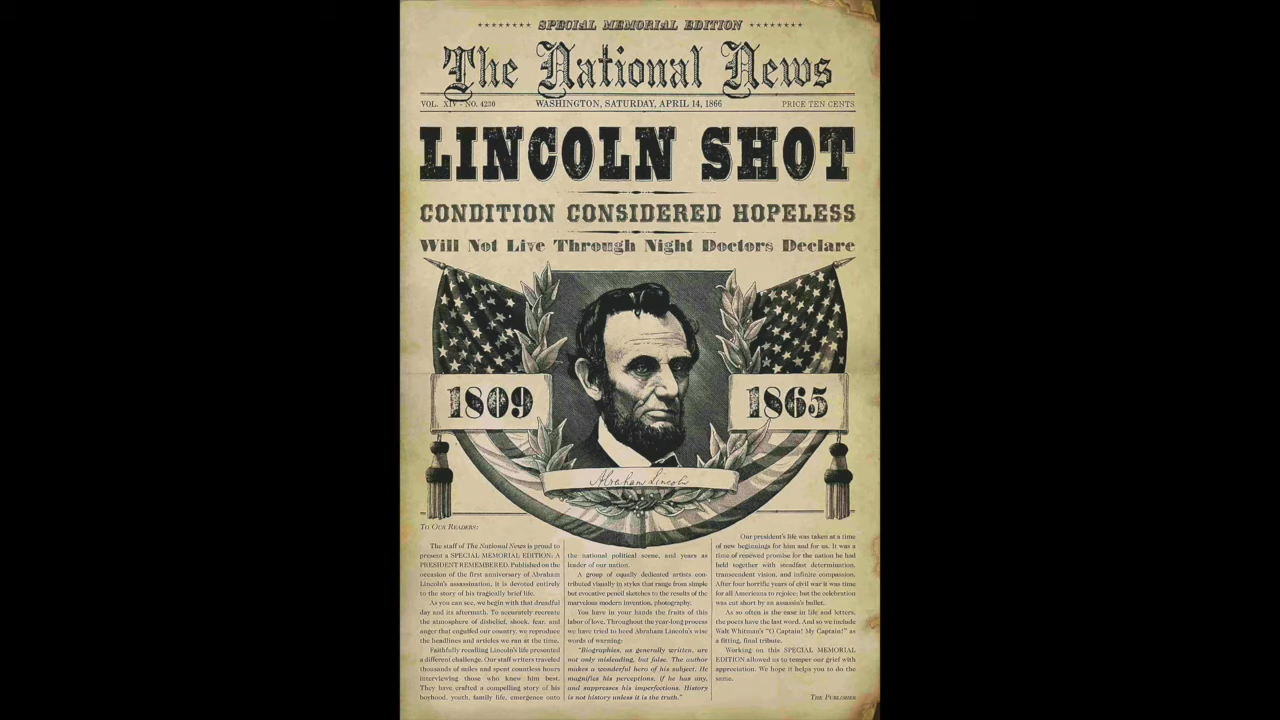 SPECIAL MEMORIAL EDITION
The National News
VOL. XIV - NO. 4230 WASHINGTON, SATURDAY, APRIL 14, 1866 PRICE TEN CENTS
LINCOLN SHOT
CONDITION CONSIDERED HOPELESS
Will Not Live Through Night Doctors Declare
1809
1865
Abraham Lincoln
TO OUR READERS:
The staff of The National News is proud to
present a SPECIAL MEMORIAL EDITION: A
PRESIDENT REMEMBERED. Published on the
occasion of the first anniversary of Abraham
Lincoln's assassination, it is devoted entirely
to the story of his tragically brief life.
As you can see, we begin with that dreadful
day and its aftermath. To accurately recreate
the atmosphere of disbelief, shock, fear, and
anger that engulfed our country, we reproduce
the headlines and articles we ran at the time.
Faithfully recalling Lincoln's life presented
a different challenge. Our staff writers traveled
thousands of miles and spent countless hours
interviewing those who knew him best.
They have crafted a compelling story of his
boyhood, youth, family life, emergence onto
the national political scene, and years as
leader of our nation.
A group of equally dedicated artists con-
tributed visually in styles that range from simple
but evocative pencil sketches to the results of the
marvelous modern invention, photography.
You have in your hands the fruits of this
labor of love. Throughout the year-long process
we have tried to heed Abraham Lincoln's wise
words of warning:
"Biographies, as generally written, are
not only misleading, but false. The author
makes a wonderful hero of his subject. He
magnifies his perceptions, if he has any,
and suppresses his imperfections. History
is not history unless it is the truth."
Our president's life was taken at a time
of new beginnings for him and for us. It was a
time of renewed promise for the nation he had
held together with steadfast determination,
transcendent vision, and infinite compassion.
After four horrific years of civil war it was time
for all Americans to rejoice; but the celebration
was cut short by an assassin's bullet.
As so often is the case in life and letters,
the poets have the last word. And so we include
Walt Whitman's "O Captain! My Captain!" as
a fitting, final tribute.
Working on this SPECIAL MEMORIAL
EDITION allowed us to temper our grief with
appreciation. We hope it helps you to do the
same.
THE PUBLISHER